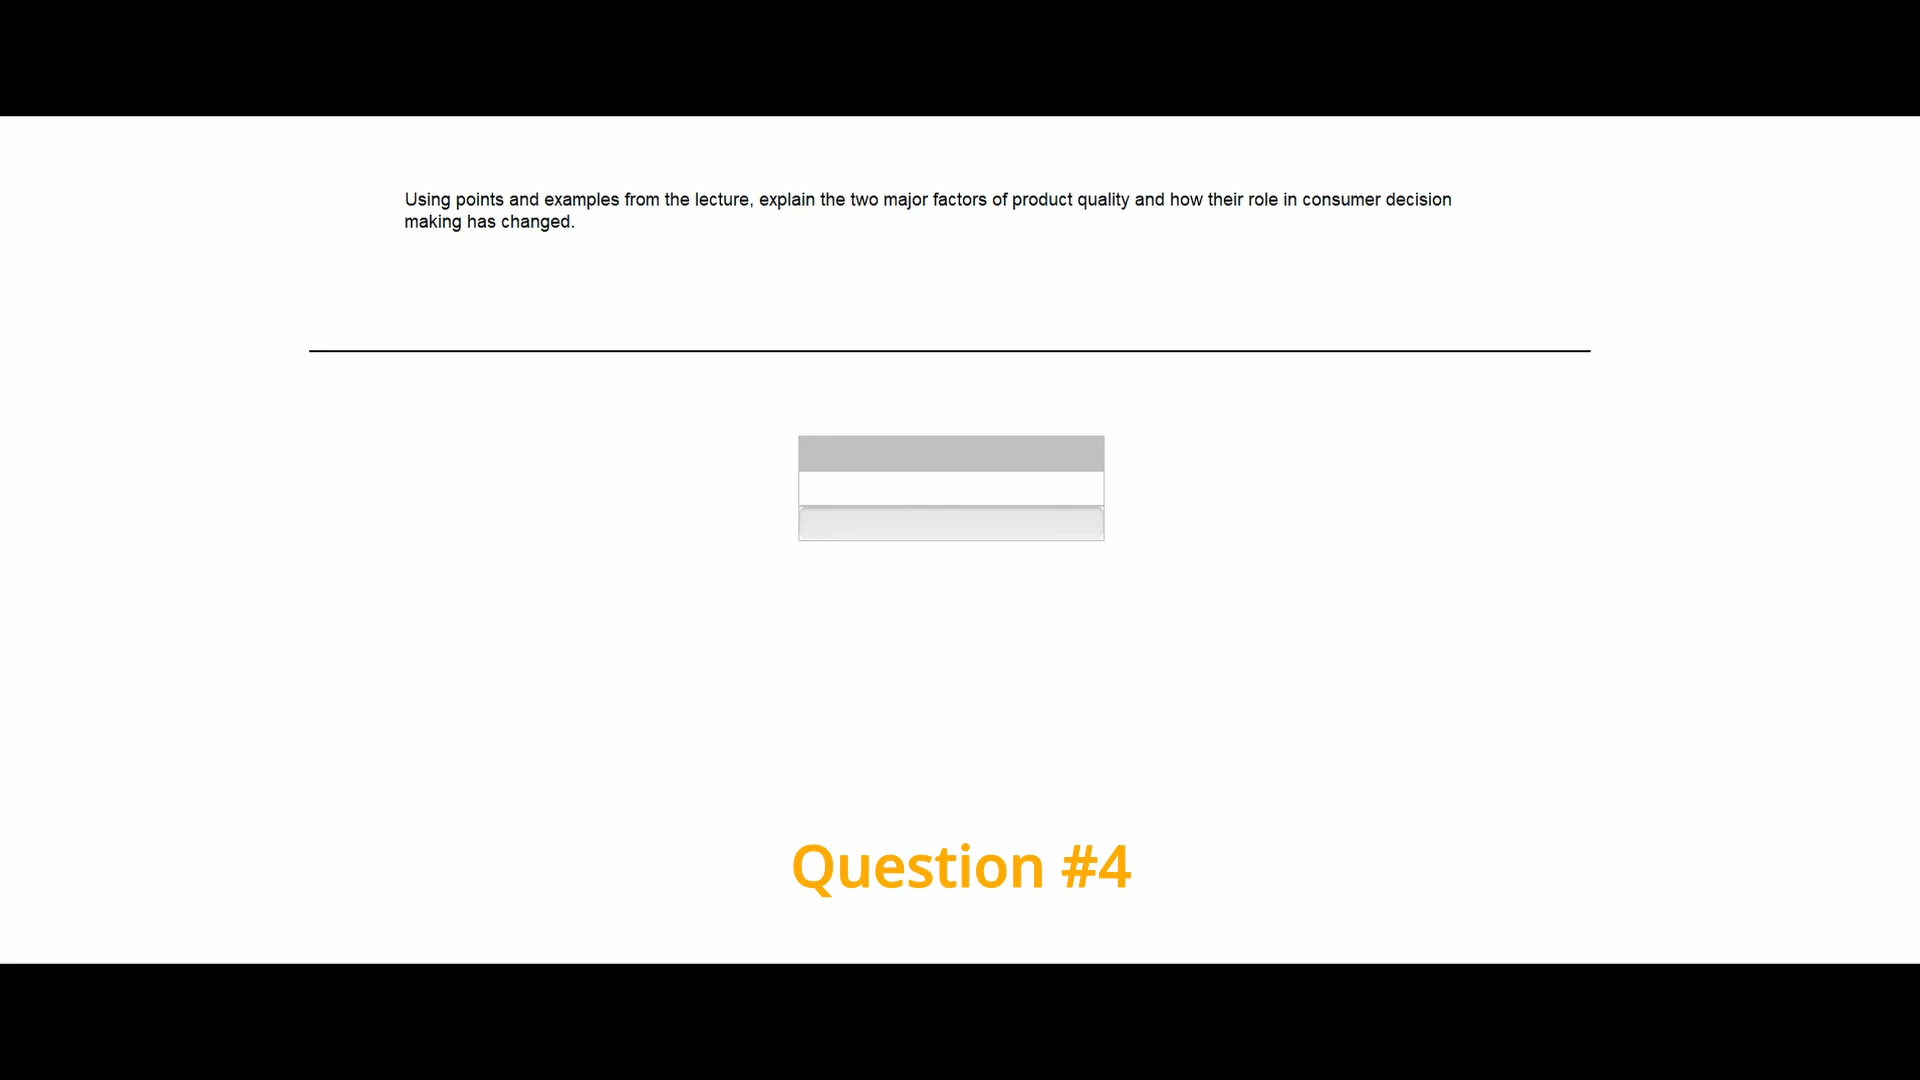 Using points and examples from the lecture, explain the two major factors of product quality and how their role in consumer decision
making has changed.
Question #4